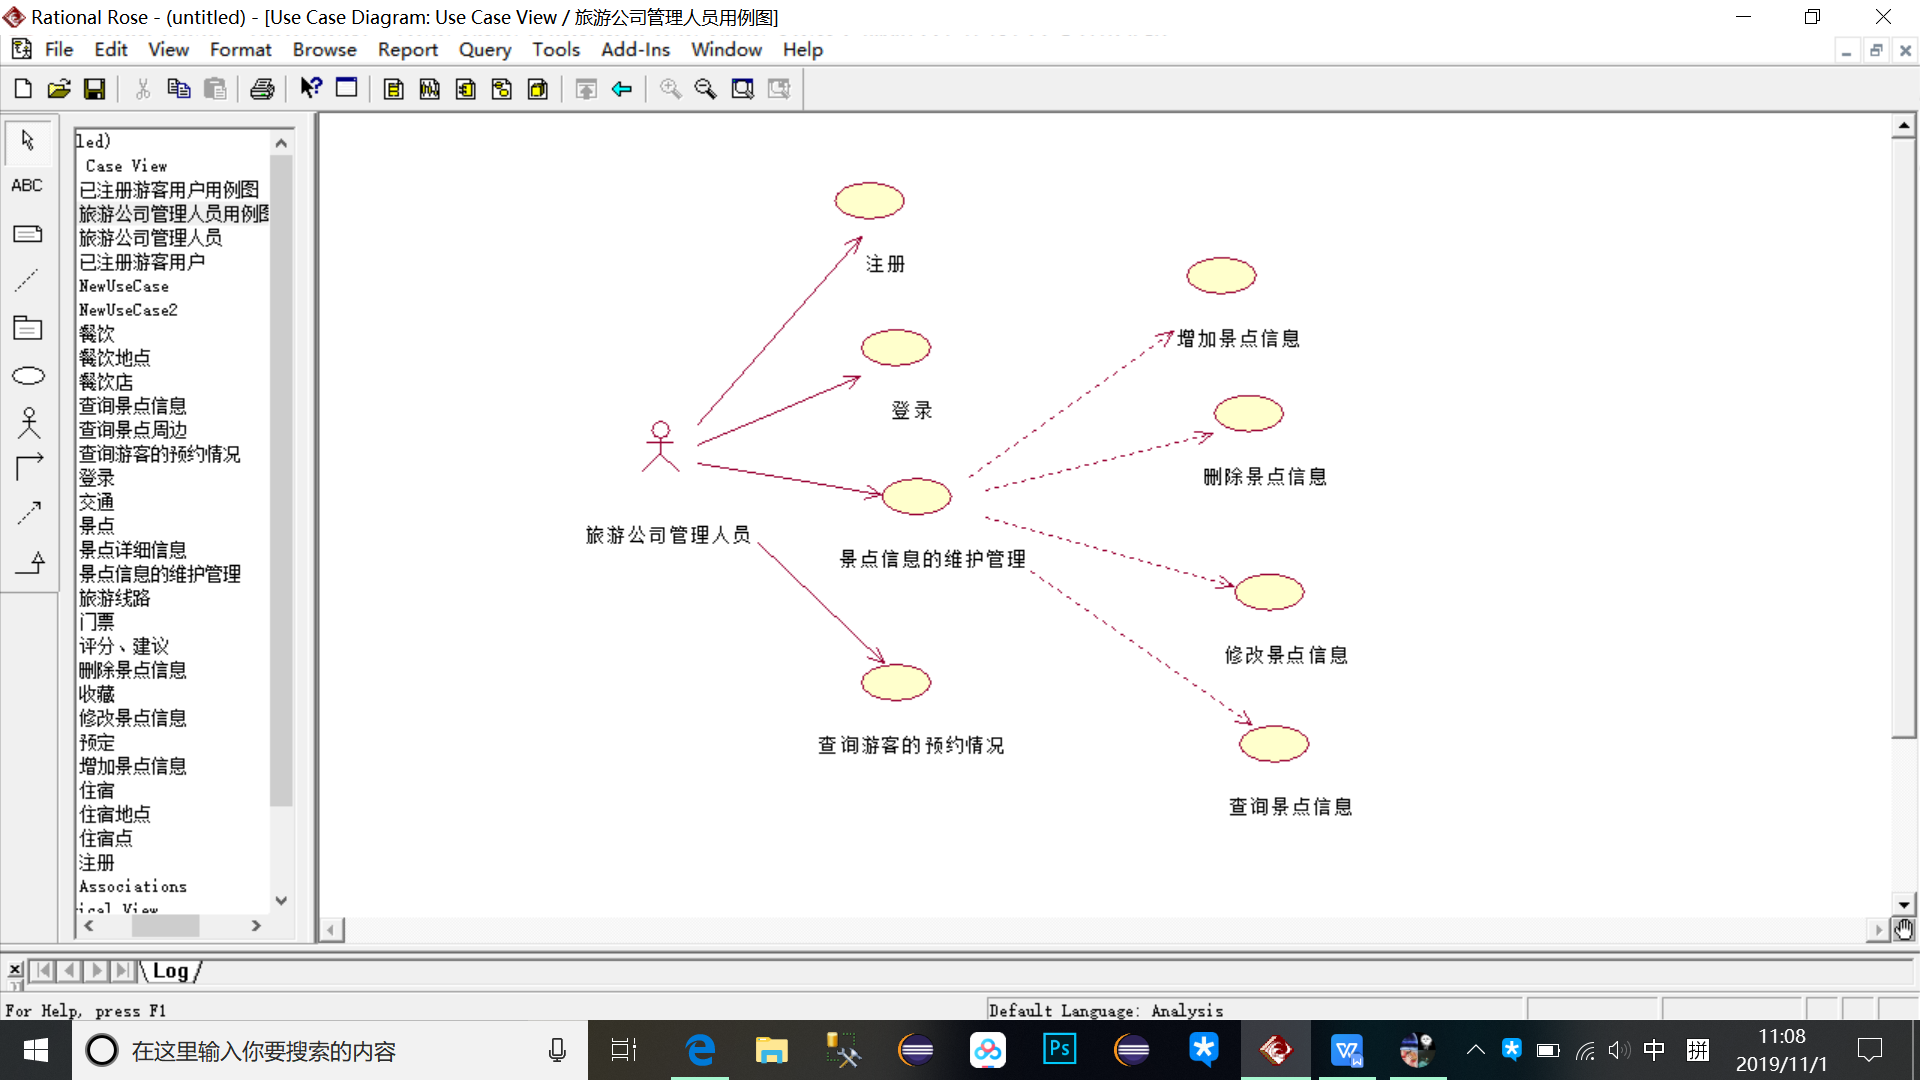 Rational Rose - (untitled) - [Use Case Diagram: Use Case View / 旅游公司管理人员用例图]
File Edit View Format Browse Report Query Tools Add-Ins Window Help
ABC
led)
Case View
已注册游客用户用例图
旅游公司管理人员用例图
旅游公司管理人员
已注册游客用户
NewUseCase
NewUseCase2
餐饮
餐饮地点
餐饮店
查询景点信息
查询景点周边
查询游客的预约情况
登录
交通
景点
景点详细信息
景点信息的维护管理
旅游线路
门票
评分、建议
删除景点信息
收藏
修改景点信息
预定
增加景点信息
住宿
住宿地点
住宿点
注册
Associations
ical View
注册
登录
旅游公司管理人员
景点信息的维护管理
查询游客的预约情况
增加景点信息
删除景点信息
修改景点信息
查询景点信息
Log
For Help, press F1
Default Language: Analysis
在这里输入你要搜索的内容
Ps
W
中
拼
11:08
2019/11/1